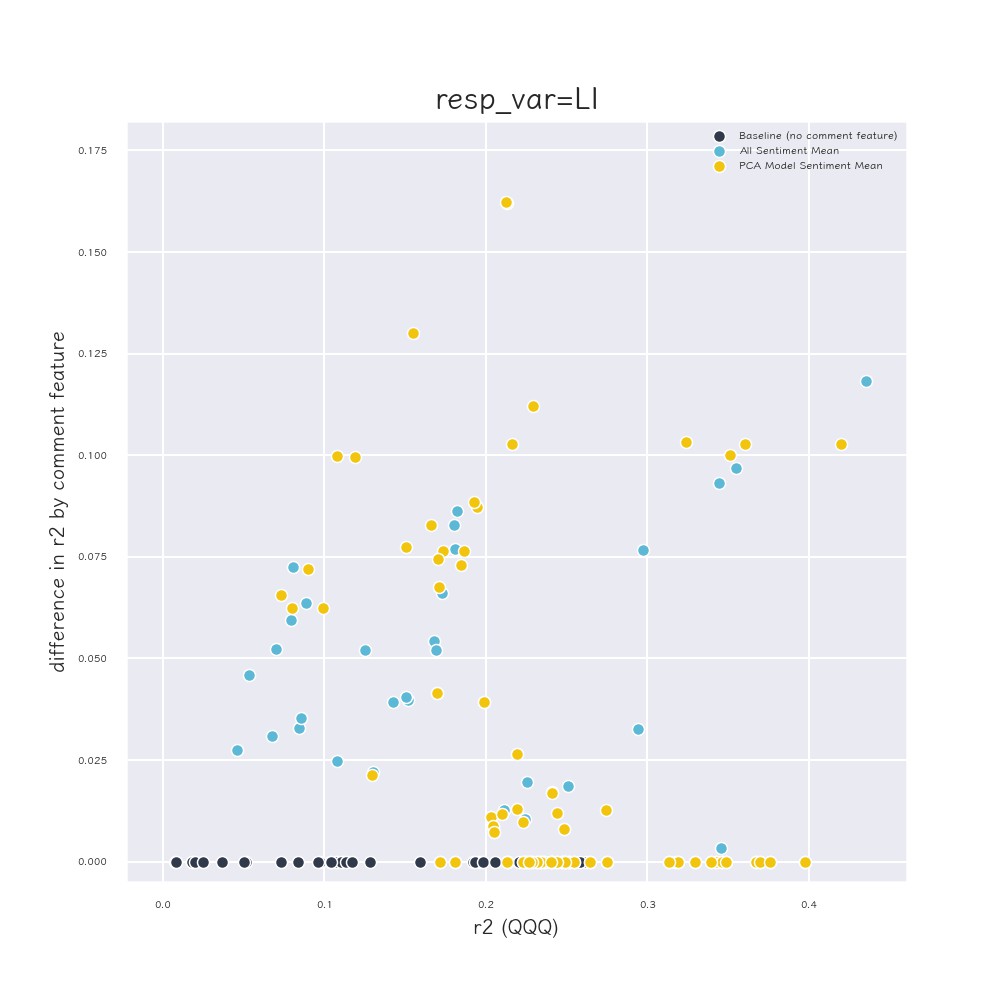 resp_var=LI
Baseline (no comment feature)
All Sentiment Mean
PCA Model Sentiment Mean
difference in r2 by comment feature
0.175
0.150
0.125
0.100
0.075
0.050
0.025
0.000
0.0 0.1 0.2 0.3 0.4
r2 (QQQ)